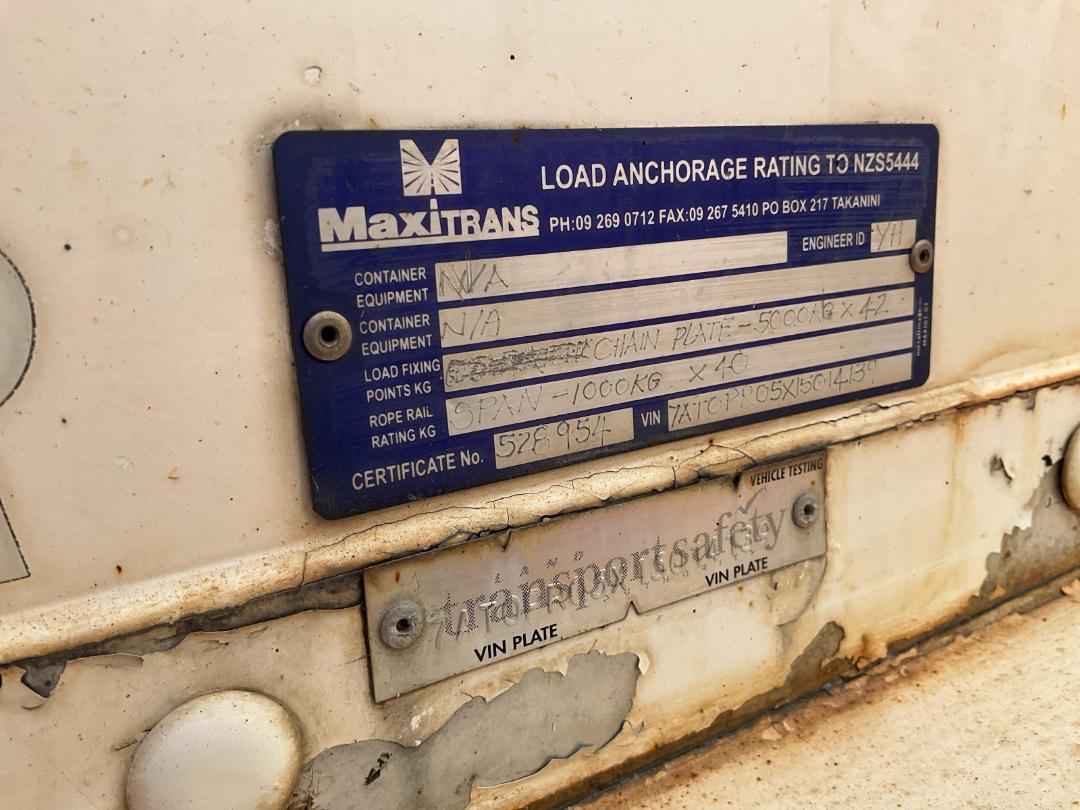 LOAD ANCHORAGE RATING TO NZS5444
MaxiTRANS
PH:09 269 0712 FAX:09 267 5410 PO BOX 217 TAKANINI
CONTAINER EQUIPMENT N/A ENGINEER ID YH
CONTAINER EQUIPMENT N/A
LOAD FIXING POINTS KG CHAIN PLATE - 5000KG X 42
ROPE RAIL RATING KG SPAN - 1000KG X 40
CERTIFICATE No. 528954 VIN 7AT0PR05X15014139
VEHICLE TESTING
transportsafety
VIN PLATE VIN PLATE